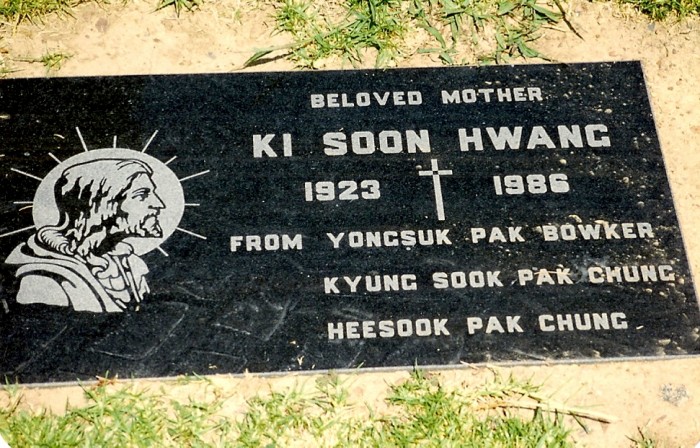 BELOVED MOTHER
KI SOON HWANG
1923 1986
FROM YONGSUK PAK BOWKER
KYUNG SOOK PAK CHUNG
HEESOOK PAK CHUNG